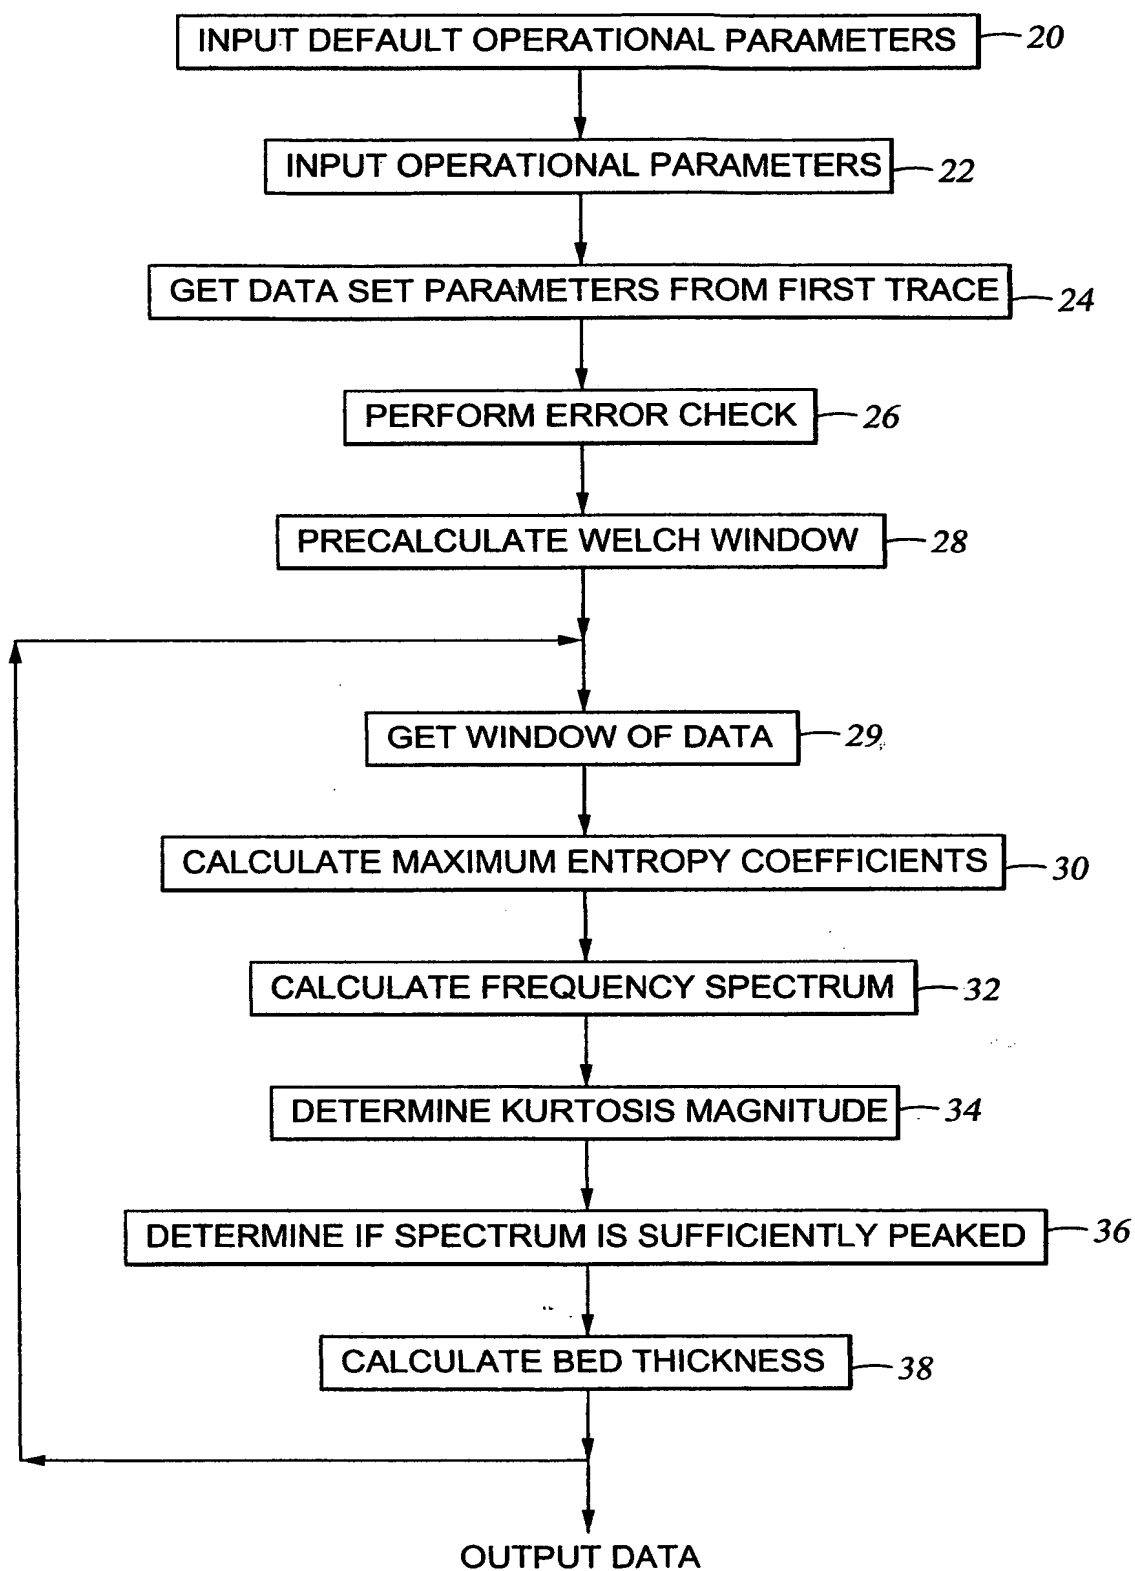 INPUT DEFAULT OPERATIONAL PARAMETERS 20
INPUT OPERATIONAL PARAMETERS 22
GET DATA SET PARAMETERS FROM FIRST TRACE 24
PERFORM ERROR CHECK 26
PRECALCULATE WELCH WINDOW 28
GET WINDOW OF DATA 29
CALCULATE MAXIMUM ENTROPY COEFFICIENTS 30
CALCULATE FREQUENCY SPECTRUM 32
DETERMINE KURTOSIS MAGNITUDE 34
DETERMINE IF SPECTRUM IS SUFFICIENTLY PEAKED 36
CALCULATE BED THICKNESS 38
OUTPUT DATA